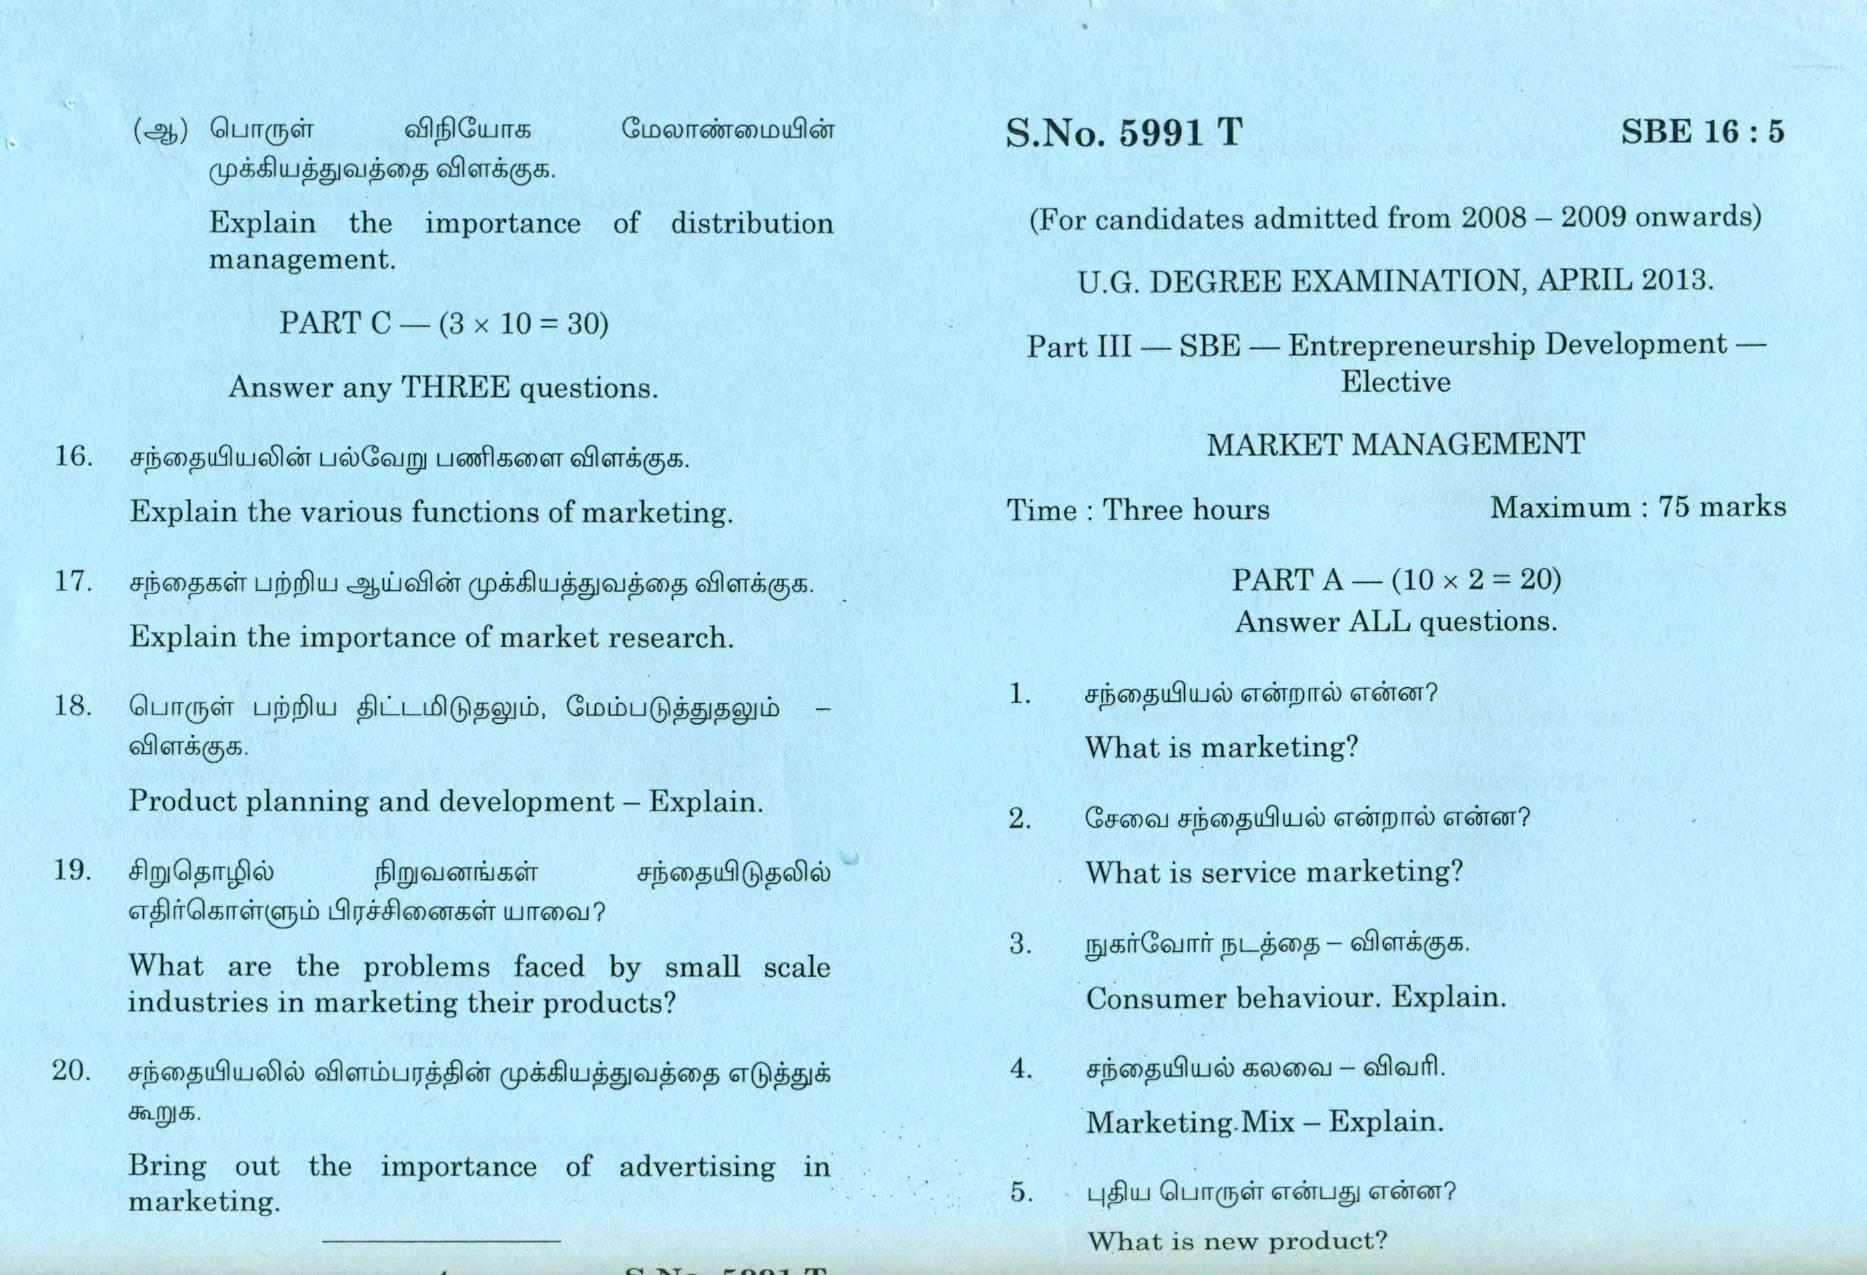 (ஆ) பொருள் விநியோக மேலாண்மையின்
முக்கியத்துவத்தை விளக்குக.
Explain the importance of distribution
management.
PART C — (3 × 10 = 30)
Answer any THREE questions.
16. சந்தையியலின் பல்வேறு பணிகளை விளக்குக.
Explain the various functions of marketing.
17. சந்தைகள் பற்றிய ஆய்வின் முக்கியத்துவத்தை விளக்குக.
Explain the importance of market research.
18. பொருள் பற்றிய திட்டமிடுதலும், மேம்படுத்துதலும் –
விளக்குக.
Product planning and development – Explain.
19. சிறுதொழில் நிறுவனங்கள் சந்தையிடுதலில்
எதிர்கொள்ளும் பிரச்சினைகள் யாவை?
What are the problems faced by small scale
industries in marketing their products?
20. சந்தையியலில் விளம்பரத்தின் முக்கியத்துவத்தை எடுத்துக்
கூறுக.
Bring out the importance of advertising in
marketing.
S.No. 5991 T
S.No. 5991 T SBE 16 : 5
(For candidates admitted from 2008 – 2009 onwards)
U.G. DEGREE EXAMINATION, APRIL 2013.
Part III — SBE — Entrepreneurship Development —
Elective
MARKET MANAGEMENT
Time : Three hours Maximum : 75 marks
PART A — (10 × 2 = 20)
Answer ALL questions.
1. சந்தையியல் என்றால் என்ன?
What is marketing?
2. சேவை சந்தையியல் என்றால் என்ன?
What is service marketing?
3. நுகர்வோர் நடத்தை – விளக்குக.
Consumer behaviour. Explain.
4. சந்தையியல் கலவை – விவரி.
Marketing Mix – Explain.
5. புதிய பொருள் என்பது என்ன?
What is new product?